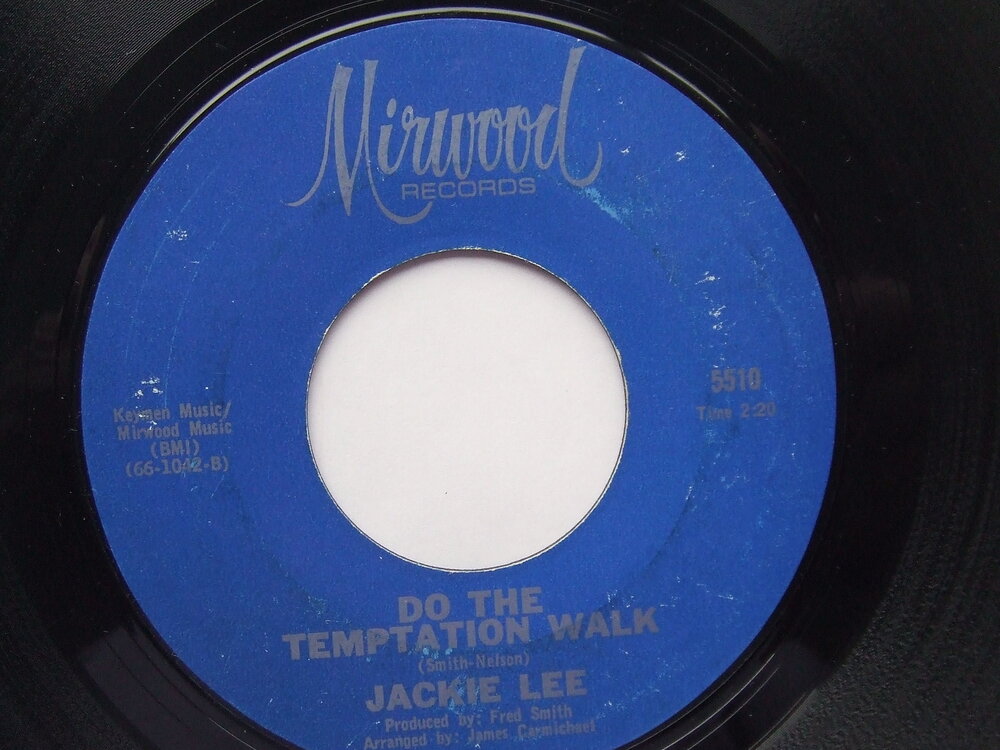 Mirwood
RECORDS
5510
Time 2:20
Keymen Music/
Mirwood Music
(BMI)
(66-1042-B)
DO THE
TEMPTATION WALK
(Smith-Nelson)
JACKIE LEE
Produced by: Fred Smith
Arranged by: James Carmichael